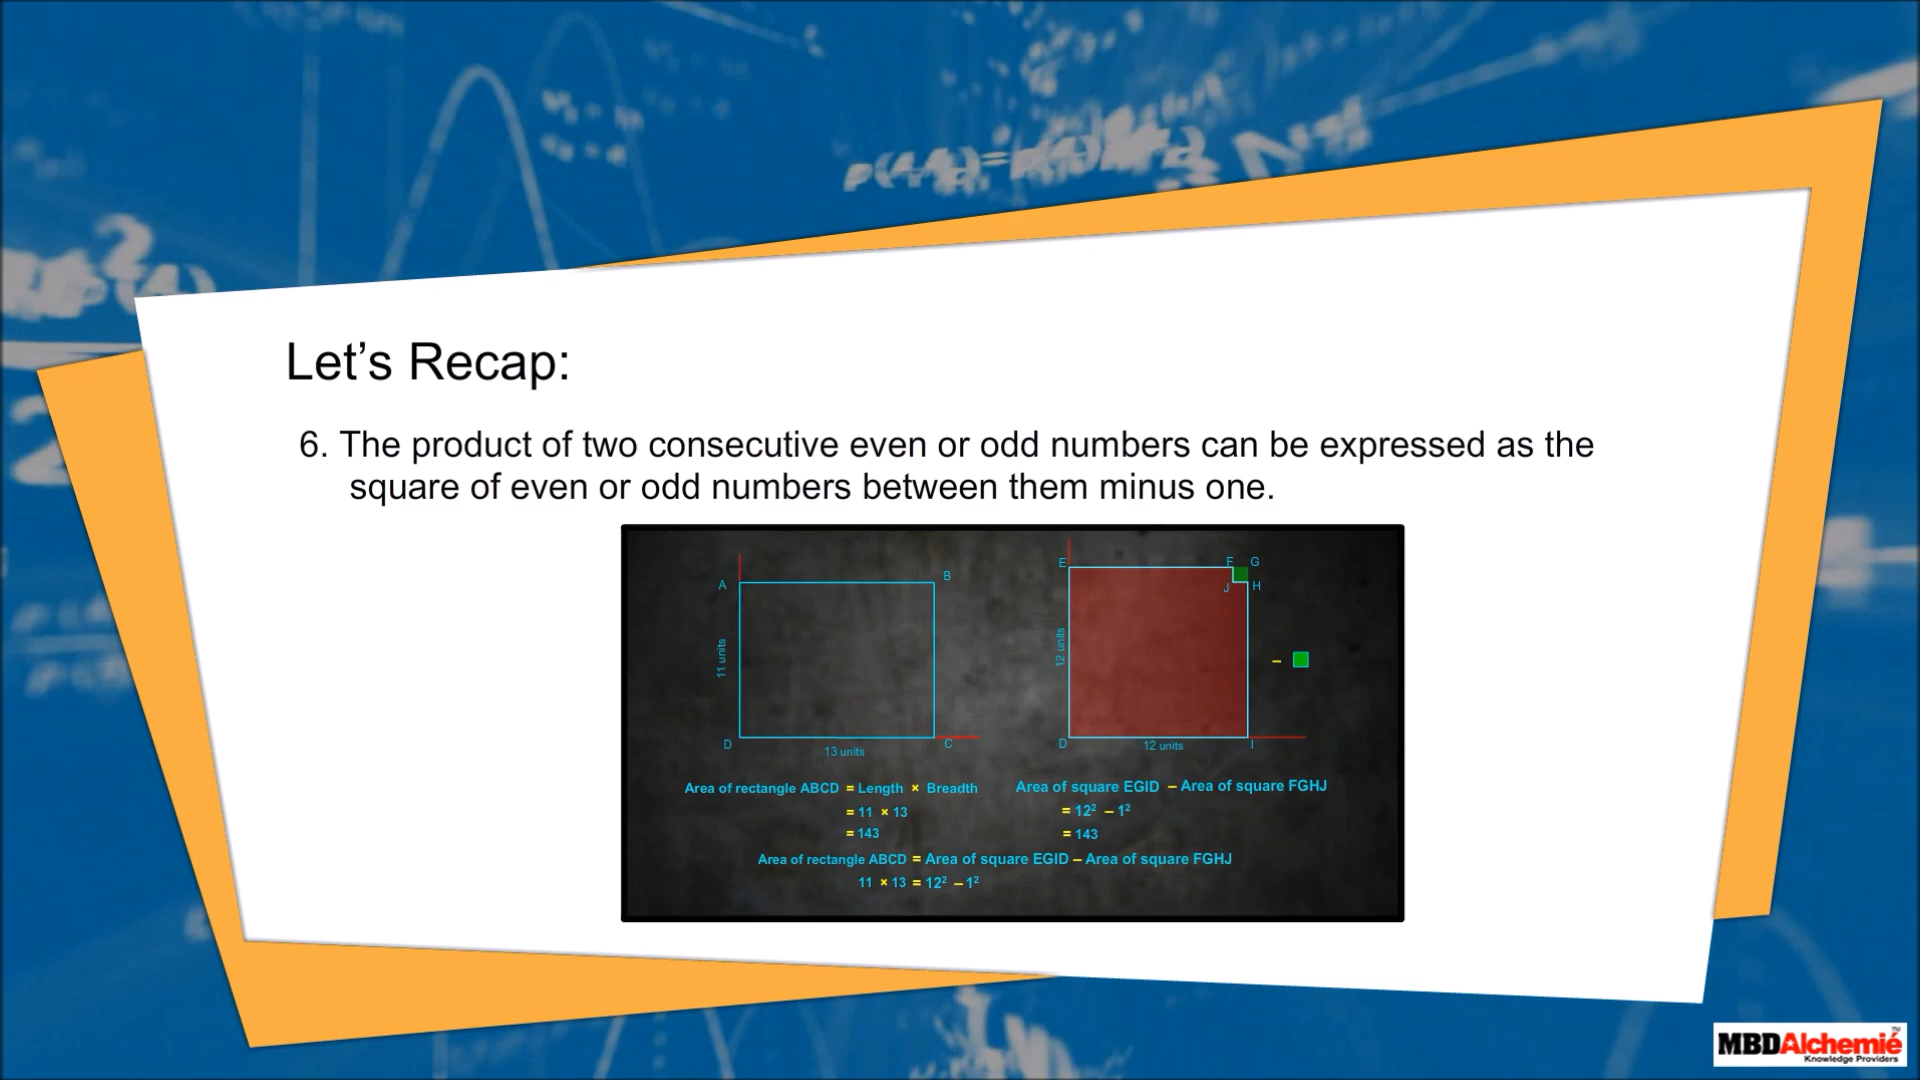 Let’s Recap:
6. The product of two consecutive even or odd numbers can be expressed as the
square of even or odd numbers between them minus one.
A
B
11 units
D
13 units
C
E
F
G
J
H
12 units
–
D
12 units
I
Area of rectangle ABCD = Length × Breadth
= 11 × 13
= 143
Area of square EGID – Area of square FGHJ
= 12² – 1²
= 143
Area of rectangle ABCD = Area of square EGID – Area of square FGHJ
11 × 13 = 12² – 1²
MBDAlchemié™
Knowledge Providers